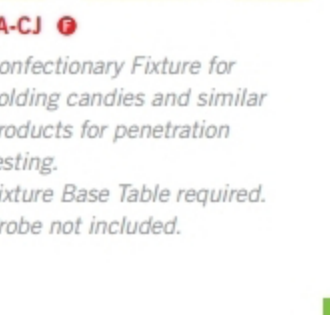 A-CJ F
onfectionary Fixture for
olding candies and similar
roducts for penetration
esting.
ixture Base Table required.
robe not included.